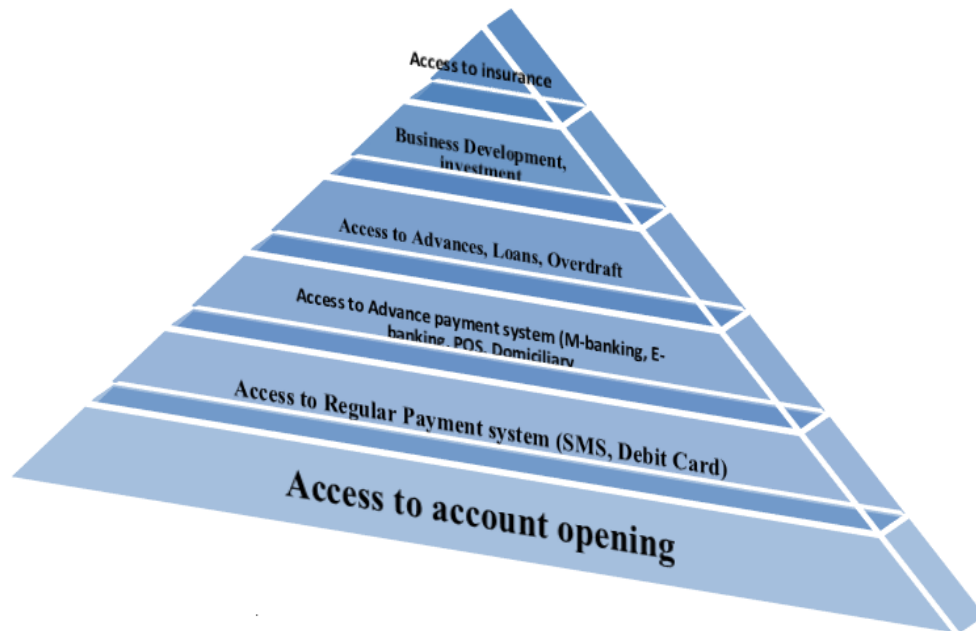 Access to insurance
Business Development,
investment
Access to Advances, Loans, Overdraft
Access to Advance payment system (M-banking, E-
banking, POS, Domiciliary
Access to Regular Payment system (SMS, Debit Card)
Access to account opening